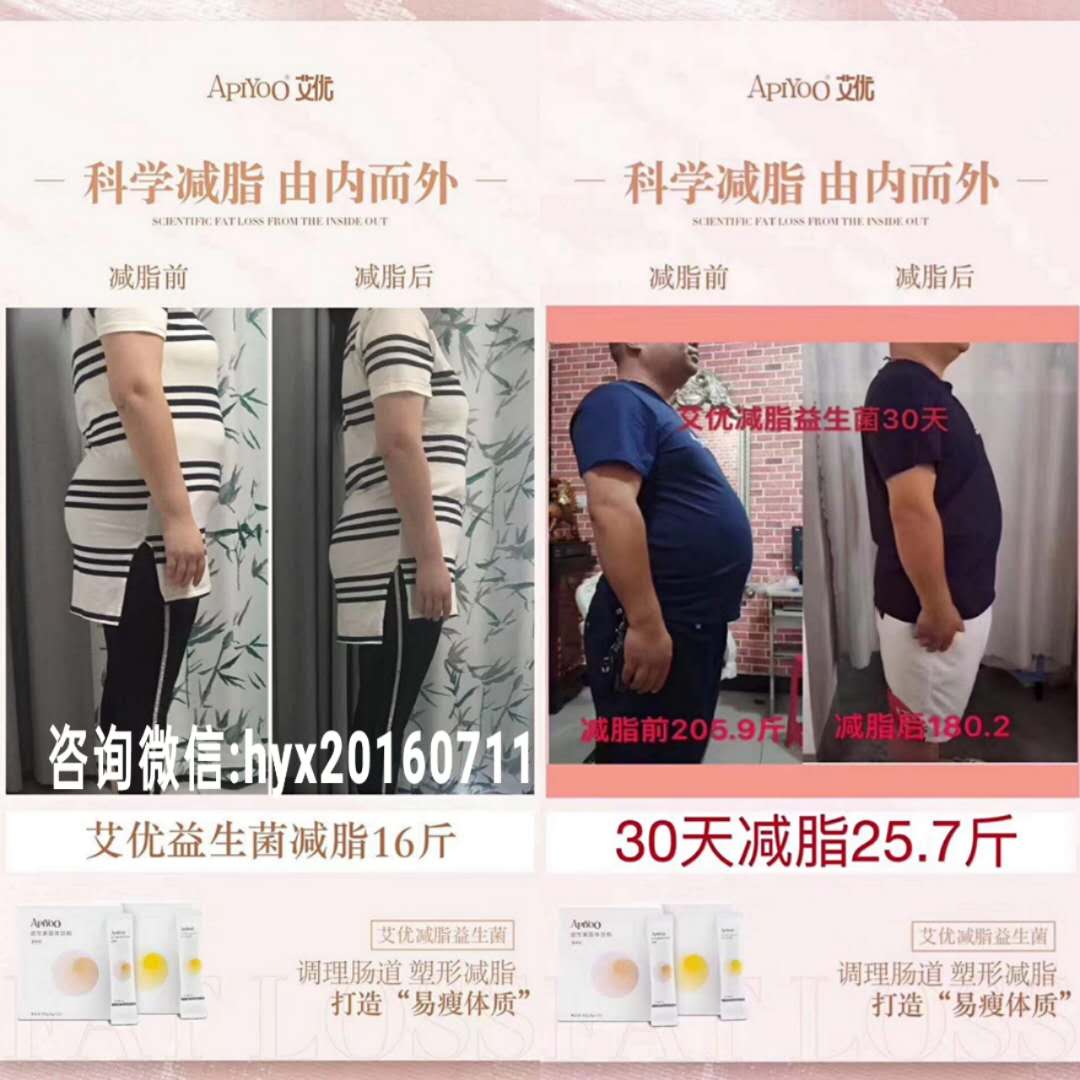 APIYOO® 艾优
科学减脂 由内而外
SCIENTIFIC FAT LOSS FROM THE INSIDE OUT
减脂前
减脂后
咨询微信:hyx20160711
艾优益生菌减脂16斤
APIYOO
艾优减脂益生菌
调理肠道 塑形减脂
打造“易瘦体质”
FAT LOSS
APIYOO® 艾优
科学减脂 由内而外
SCIENTIFIC FAT LOSS FROM THE INSIDE OUT
减脂前
减脂后
艾优减脂益生菌30天
减脂前205.9斤
减脂后180.2
30天减脂25.7斤
APIYOO
艾优减脂益生菌
调理肠道 塑形减脂
打造“易瘦体质”
FAT LOSS